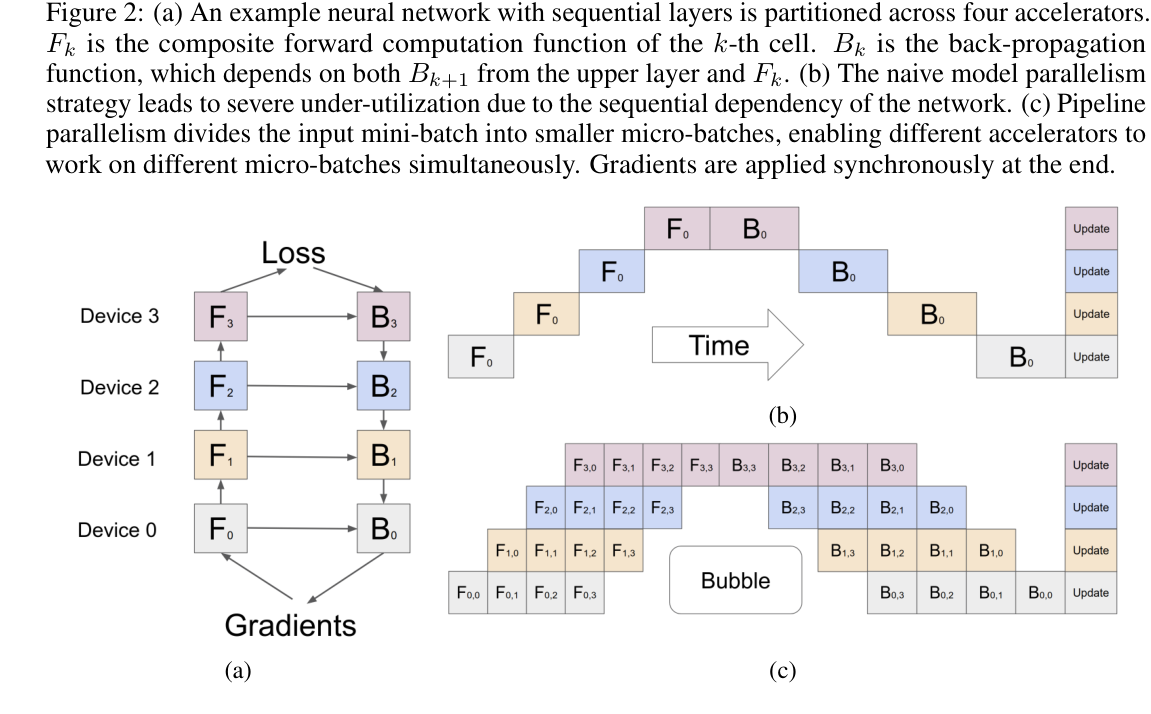 Figure 2: (a) An example neural network with sequential layers is partitioned across four accelerators.
Fk is the composite forward computation function of the k-th cell. Bk is the back-propagation
function, which depends on both Bk+1 from the upper layer and Fk. (b) The naive model parallelism
strategy leads to severe under-utilization due to the sequential dependency of the network. (c) Pipeline
parallelism divides the input mini-batch into smaller micro-batches, enabling different accelerators to
work on different micro-batches simultaneously. Gradients are applied synchronously at the end.
Loss
Device 3 F3 B3
Device 2 F2 B2
Device 1 F1 B1
Device 0 F0 B0
Gradients
(a)
F0 B0 Update
F0 B0 Update
F0 B0 Update
F0 B0 Update
Time
(b)
F3,0 F3,1 F3,2 F3,3 B3,3 B3,2 B3,1 B3,0 Update
F2,0 F2,1 F2,2 F2,3 B2,3 B2,2 B2,1 B2,0 Update
F1,0 F1,1 F1,2 F1,3 B1,3 B1,2 B1,1 B1,0 Update
F0,0 F0,1 F0,2 F0,3 B0,3 B0,2 B0,1 B0,0 Update
Bubble
(c)